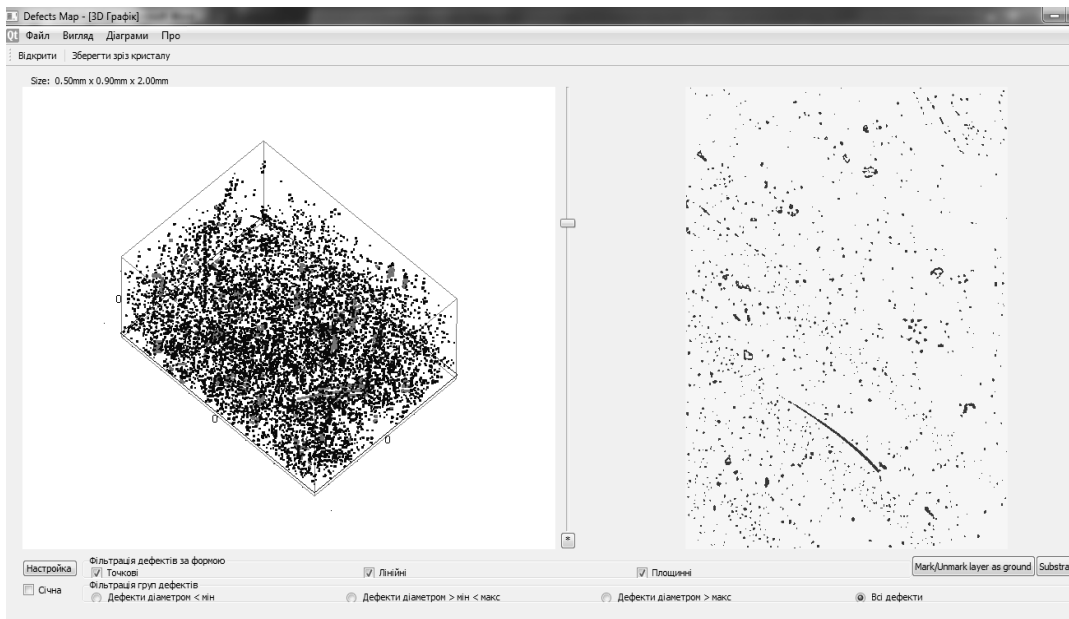 Defects Map - [3D Графік]
Qt Файл Вигляд Діаграми Про
Відкрити Зберегти зріз кристалу
Size: 0.50mm x 0.90mm x 2.00mm
0
0
0
*
Настройка
Фільтрація дефектів за формою
Точкові Лінійні Площинні
Mark/Unmark layer as ground Substra
Січна
Фільтрація груп дефектів
Дефекти діаметром < мін Дефекти діаметром > мін < макс Дефекти діаметром > макс Всі дефекти